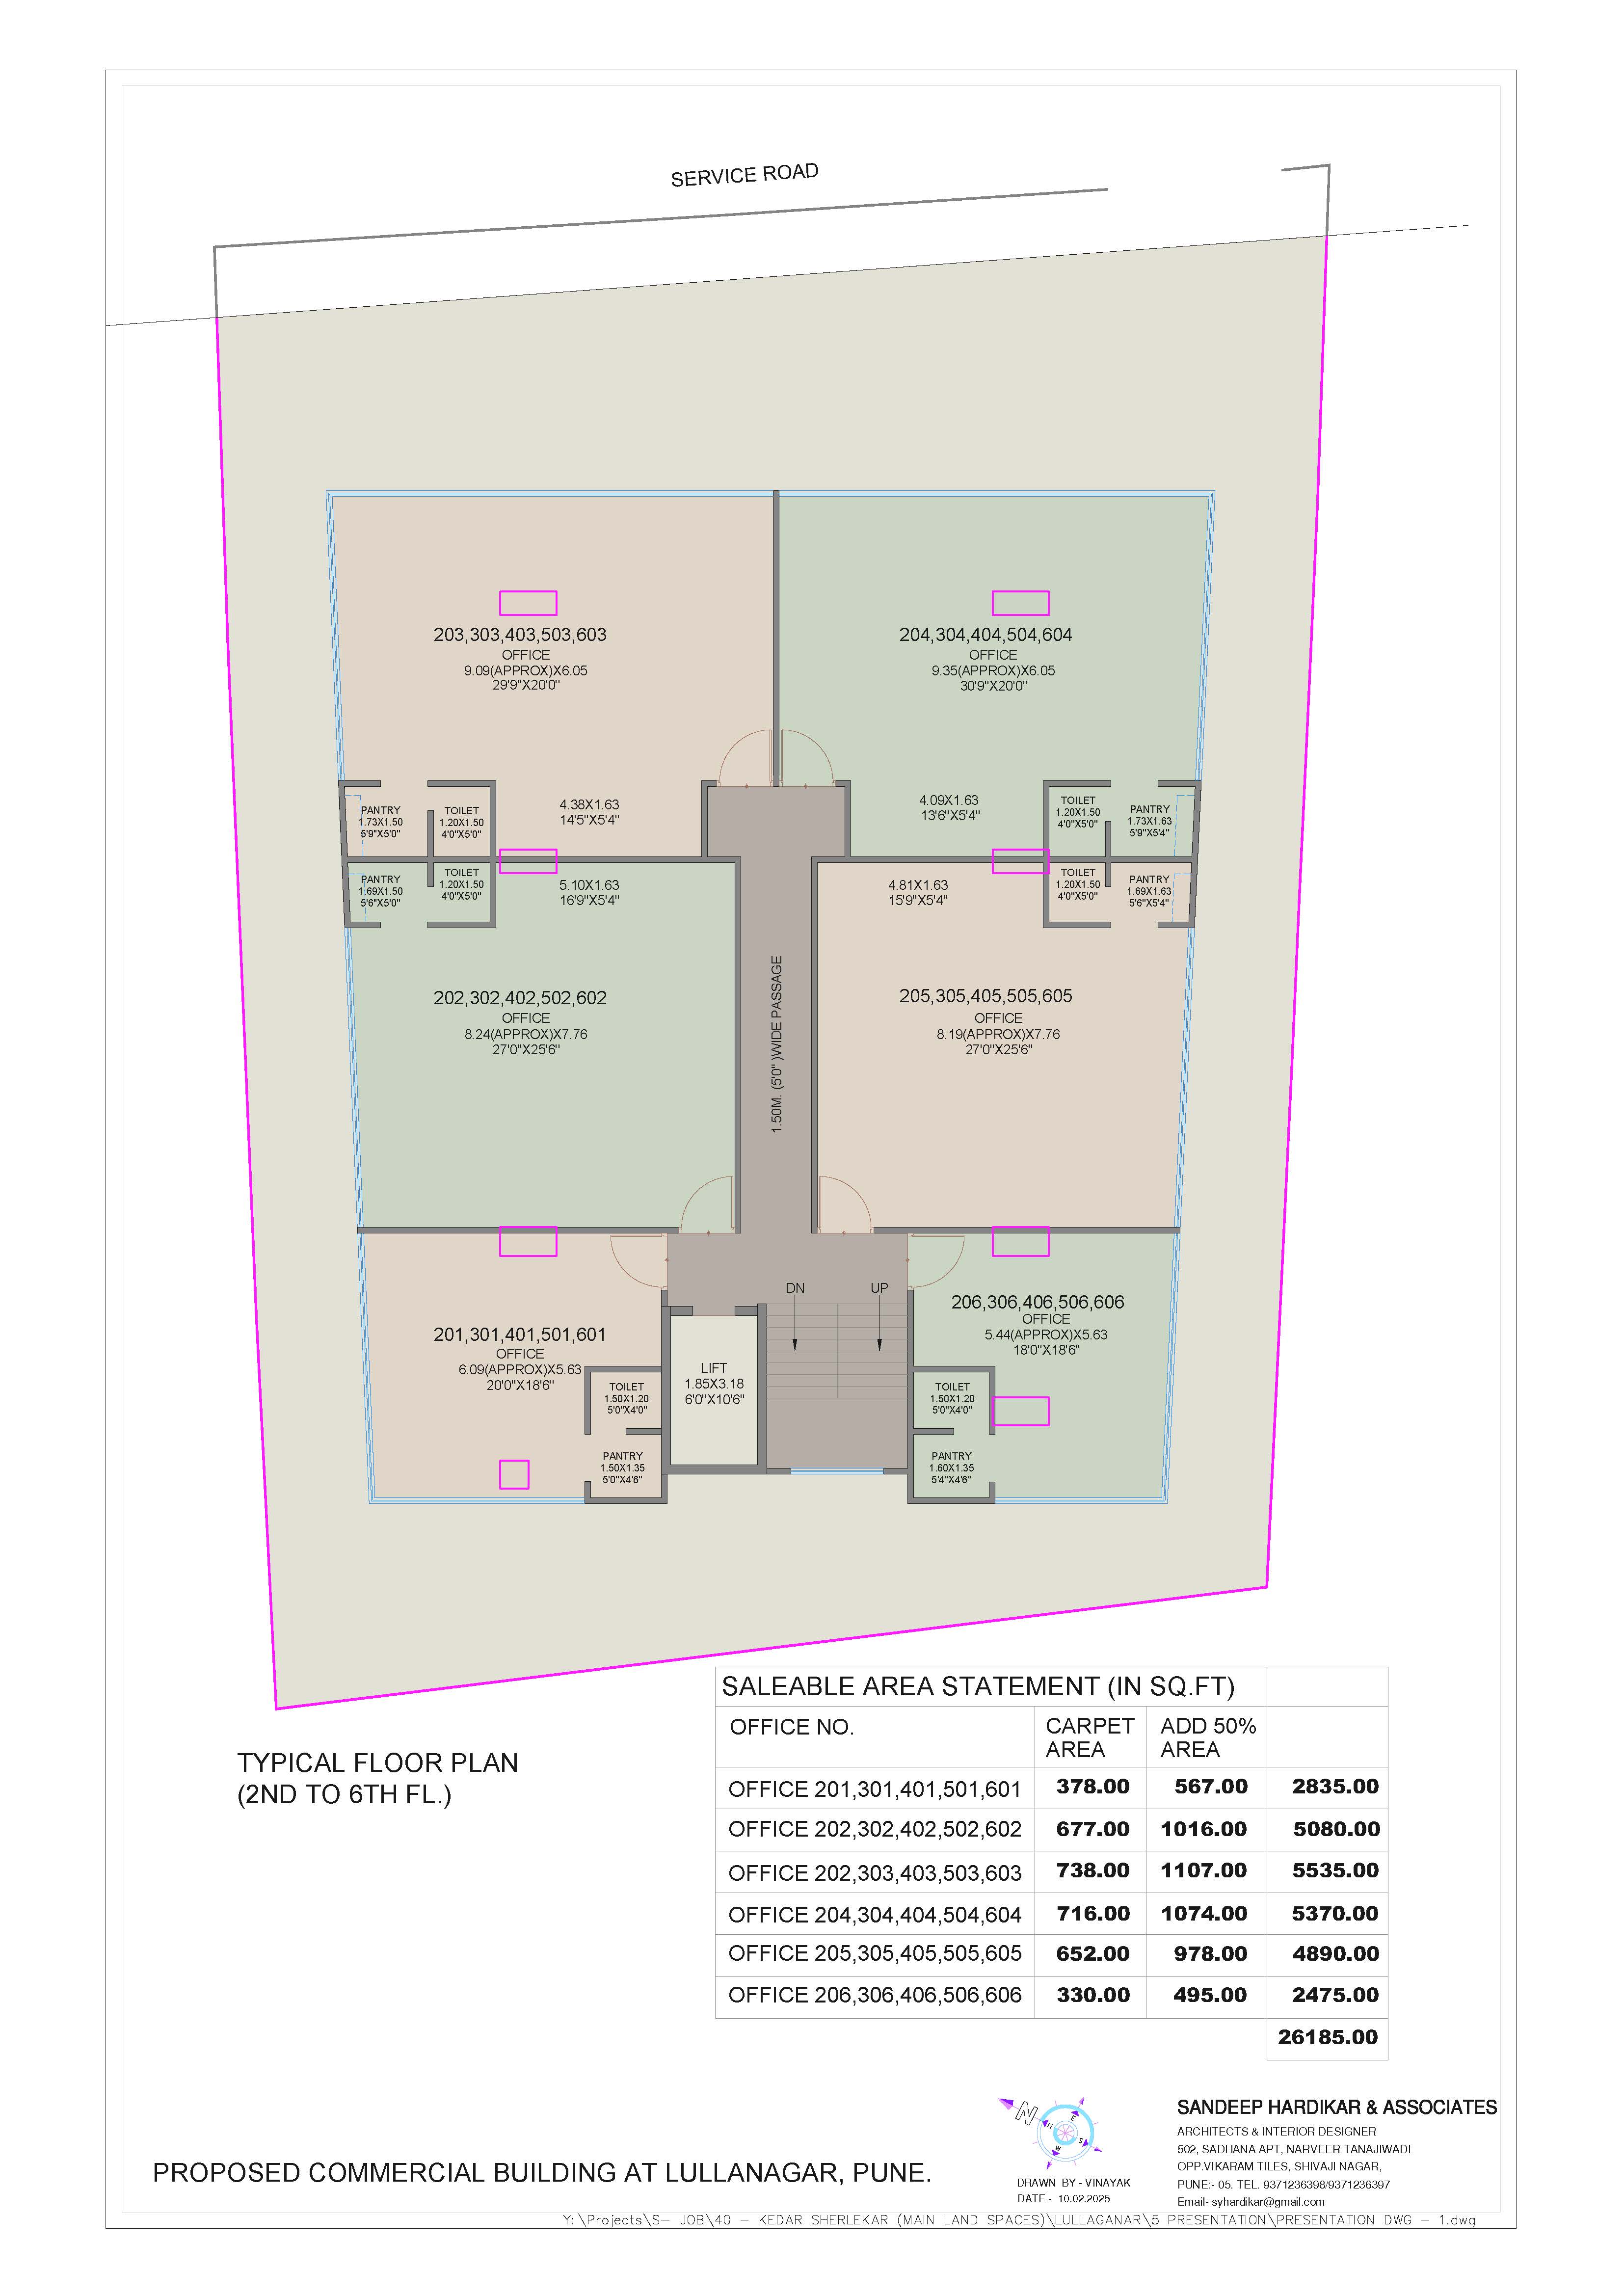 SERVICE ROAD
203,303,403,503,603
OFFICE
9.09(APPROX)X6.05
29'9"X20'0"
204,304,404,504,604
OFFICE
9.35(APPROX)X6.05
30'9"X20'0"
PANTRY
1.73X1.50
5'9"X5'0"
TOILET
1.20X1.50
4'0"X5'0"
4.38X1.63
14'5"X5'4"
4.09X1.63
13'6"X5'4"
TOILET
1.20X1.50
4'0"X5'0"
PANTRY
1.73X1.63
5'9"X5'4"
PANTRY
1.69X1.50
5'6"X5'0"
TOILET
1.20X1.50
4'0"X5'0"
5.10X1.63
16'9"X5'4"
4.81X1.63
15'9"X5'4"
TOILET
1.20X1.50
4'0"X5'0"
PANTRY
1.69X1.63
5'6"X5'4"
202,302,402,502,602
OFFICE
8.24(APPROX)X7.76
27'0"X25'6"
1.50M. (5'0" )WIDE PASSAGE
205,305,405,505,605
OFFICE
8.19(APPROX)X7.76
27'0"X25'6"
DN
UP
201,301,401,501,601
OFFICE
6.09(APPROX)X5.63
20'0"X18'6"
206,306,406,506,606
OFFICE
5.44(APPROX)X5.63
18'0"X18'6"
TOILET
1.50X1.20
5'0"X4'0"
LIFT
1.85X3.18
6'0"X10'6"
TOILET
1.50X1.20
5'0"X4'0"
PANTRY
1.50X1.35
5'0"X4'6"
PANTRY
1.60X1.35
5'4"X4'6"
TYPICAL FLOOR PLAN
(2ND TO 6TH FL.)
SALEABLE AREA STATEMENT (IN SQ.FT)
OFFICE NO. CARPET AREA ADD 50% AREA
OFFICE 201,301,401,501,601 378.00 567.00 2835.00
OFFICE 202,302,402,502,602 677.00 1016.00 5080.00
OFFICE 202,303,403,503,603 738.00 1107.00 5535.00
OFFICE 204,304,404,504,604 716.00 1074.00 5370.00
OFFICE 205,305,405,505,605 652.00 978.00 4890.00
OFFICE 206,306,406,506,606 330.00 495.00 2475.00
26185.00
PROPOSED COMMERCIAL BUILDING AT LULLANAGAR, PUNE.
N
N
E
S
W
DRAWN BY - VINAYAK
DATE - 10.02.2025
SANDEEP HARDIKAR & ASSOCIATES
ARCHITECTS & INTERIOR DESIGNER
502, SADHANA APT, NARVEER TANAJIWADI
OPP.VIKARAM TILES, SHIVAJI NAGAR,
PUNE:- 05. TEL. 9371236398/9371236397
Email- syhardikar@gmail.com
Y:\Projects\S- JOB\40 - KEDAR SHERLEKAR (MAIN LAND SPACES)\LULLAGANAR\5 PRESENTATION\PRESENTATION DWG - 1.dwg